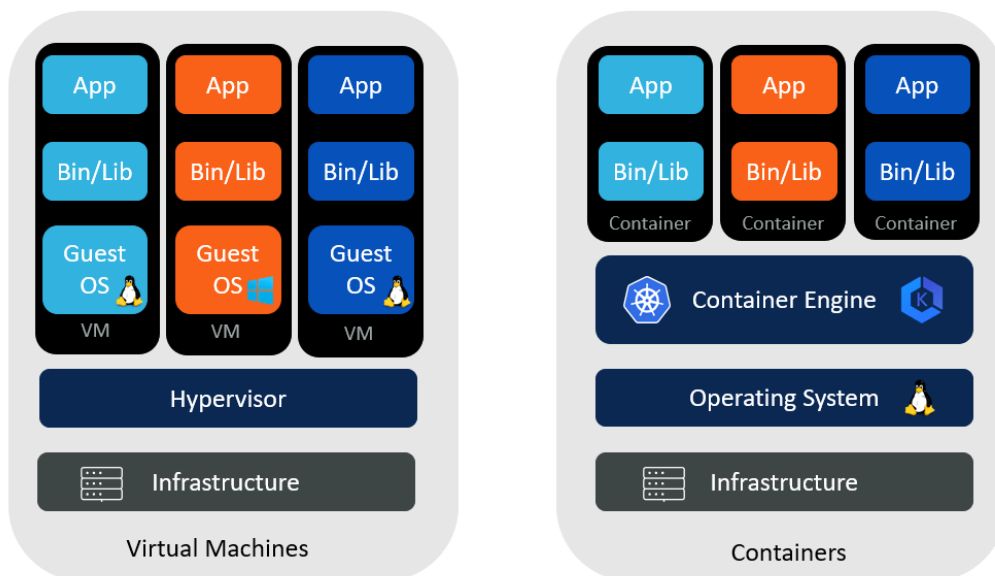 App
App
App
Bin/Lib
Bin/Lib
Bin/Lib
Guest
OS
Guest
OS
Guest
OS
VM
VM
VM
Hypervisor
Infrastructure
Virtual Machines
App
App
App
Bin/Lib
Bin/Lib
Bin/Lib
Container
Container
Container
Container Engine
K
Operating System
Infrastructure
Containers